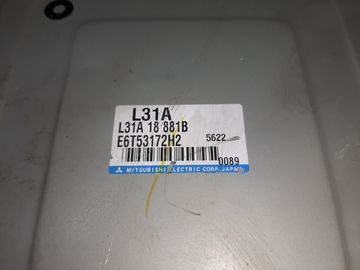 L31A
L31A 18 881B
E6T53172H2 5622
0089
MITSUBISHI ELECTRIC CORP. JAPAN